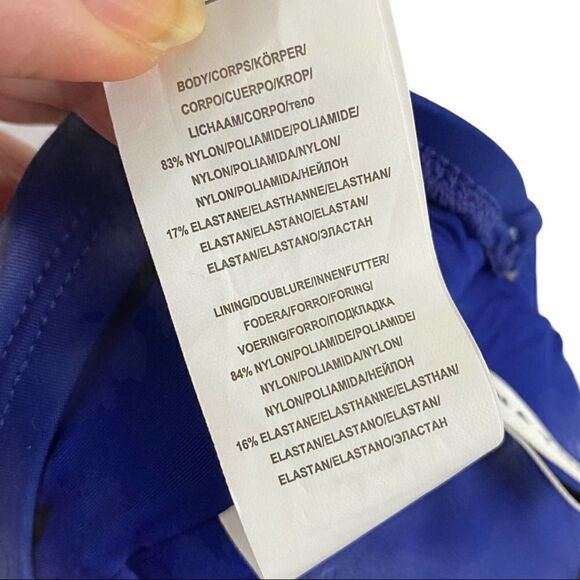 BODY/CORPS/KÖRPER/
CORPO/CUERPO/KROP/
LICHAAM/CORPO/тело
83% NYLON/POLIAMIDE/POLIAMIDE/
NYLON/POLIAMIDA/NYLON/
NYLON/POLIAMIDA/НЕЙЛОН
17% ELASTANE/ELASTHANNE/ELASTHAN/
ELASTAN/ELASTANO/ELASTAN/
ELASTAN/ELASTANO/ЭЛАСТАН
LINING/DOUBLURE/INNENFUTTER/
FODERA/FORRO/FORING/
VOERING/FORRO/ПОДКЛАДКА
84% NYLON/POLIAMIDE/POLIAMIDE/
NYLON/POLIAMIDA/NYLON/
NYLON/POLIAMIDA/НЕЙЛОН
16% ELASTANE/ELASTHANNE/ELASTHAN/
ELASTAN/ELASTANO/ELASTAN/
ELASTAN/ELASTANO/ЭЛАСТАН